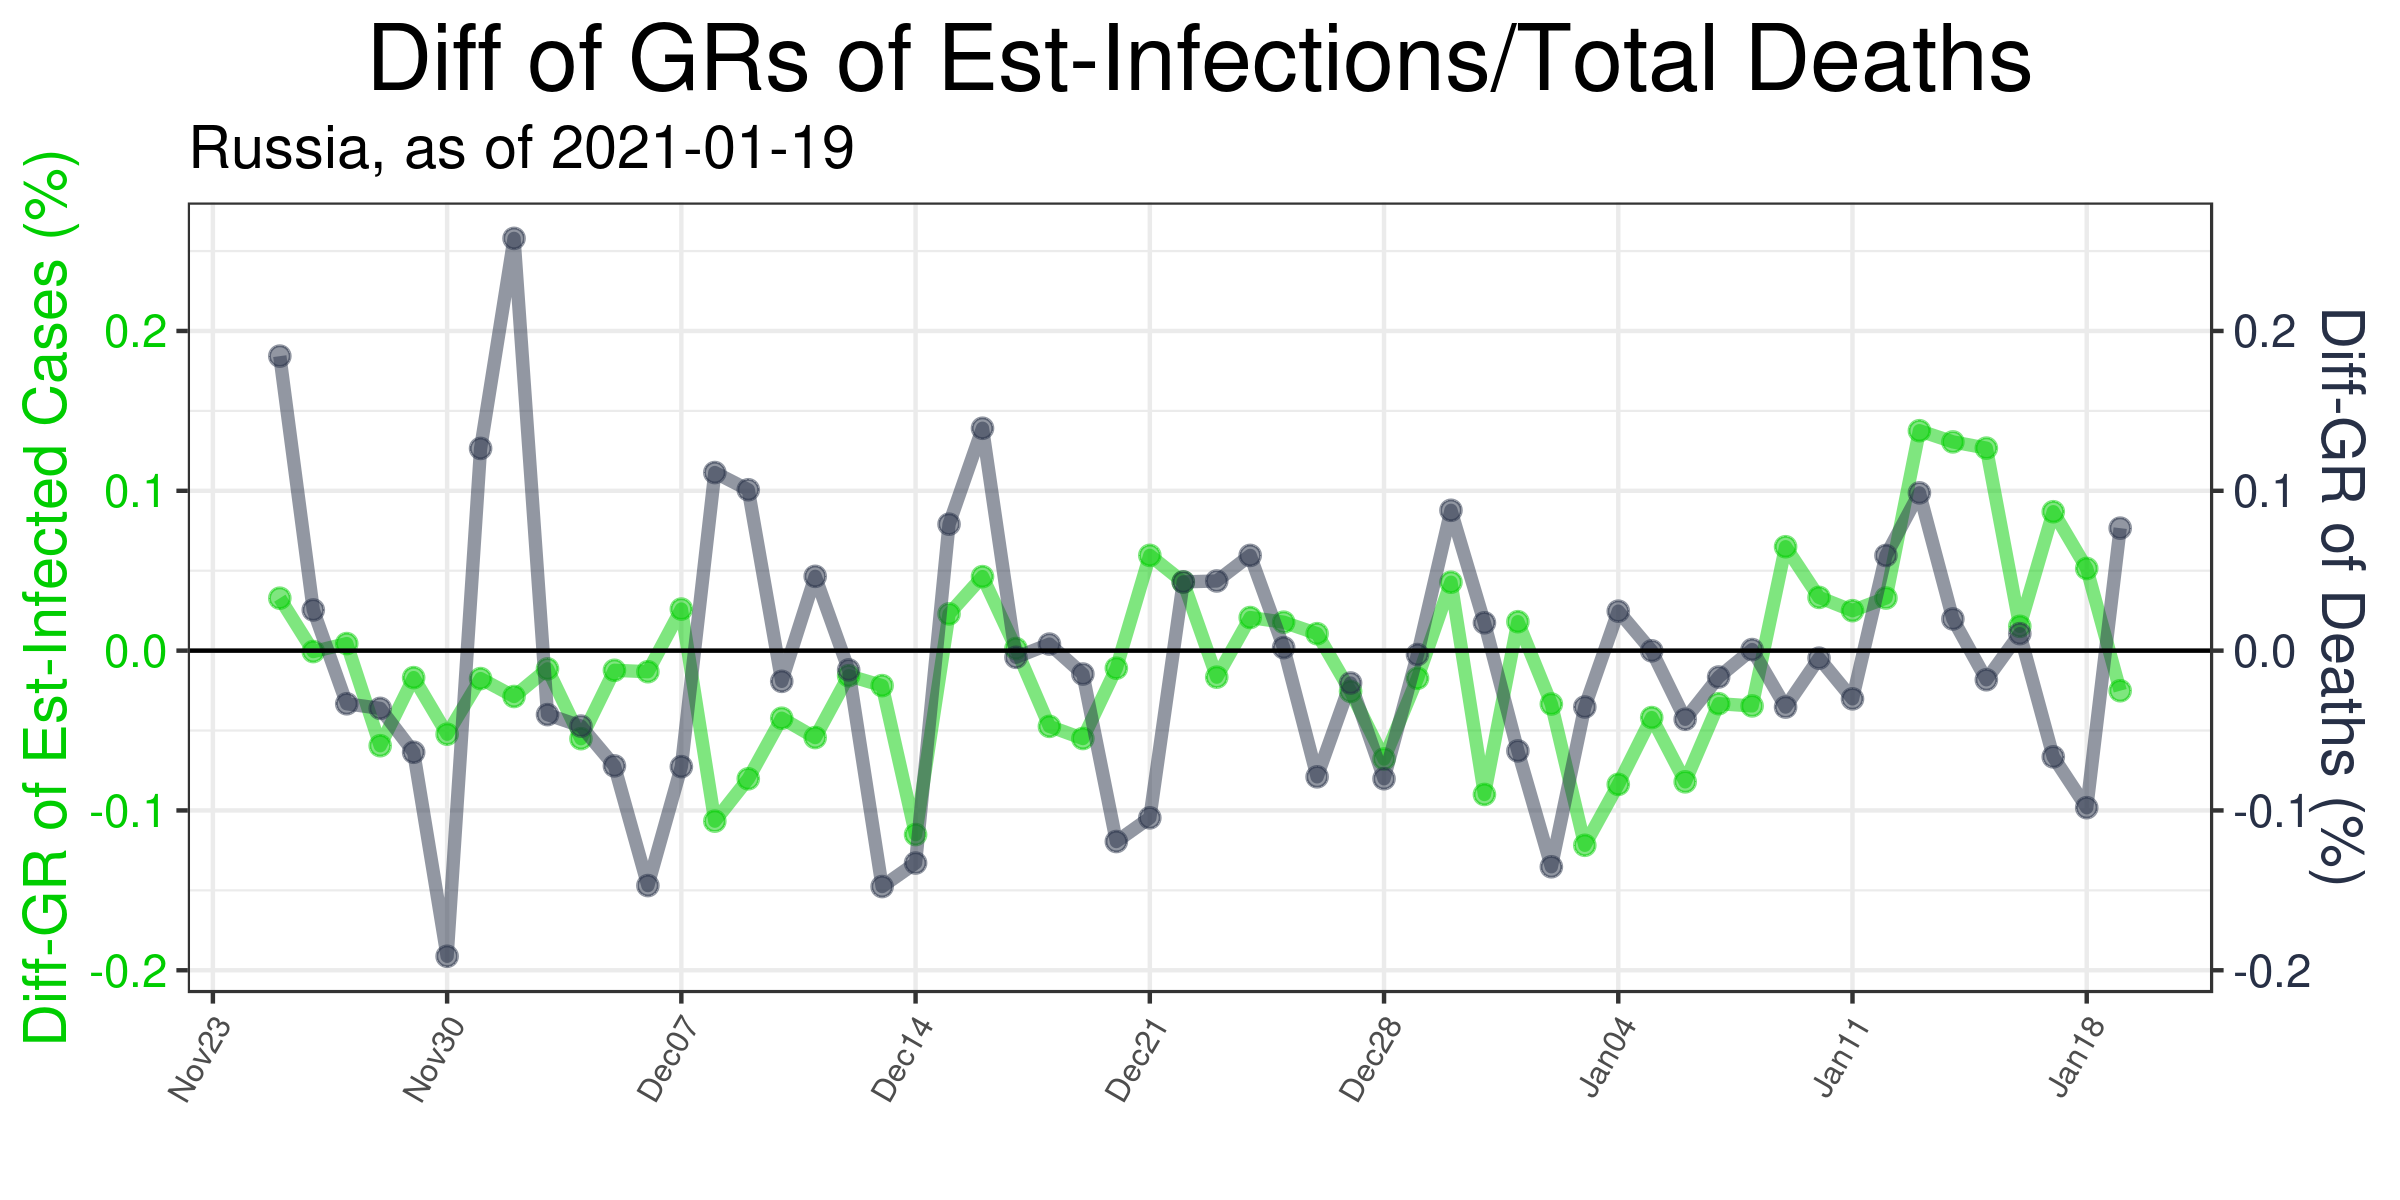 Diff of GRs of Est-Infections/Total Deaths
Russia, as of 2021-01-19
Diff-GR of Est-Infected Cases (%)
0.2
0.1
0.0
-0.1
-0.2
0.2
0.1
0.0
-0.1
-0.2
Diff-GR of Deaths (%)
Nov23
Nov30
Dec07
Dec14
Dec21
Dec28
Jan04
Jan11
Jan18